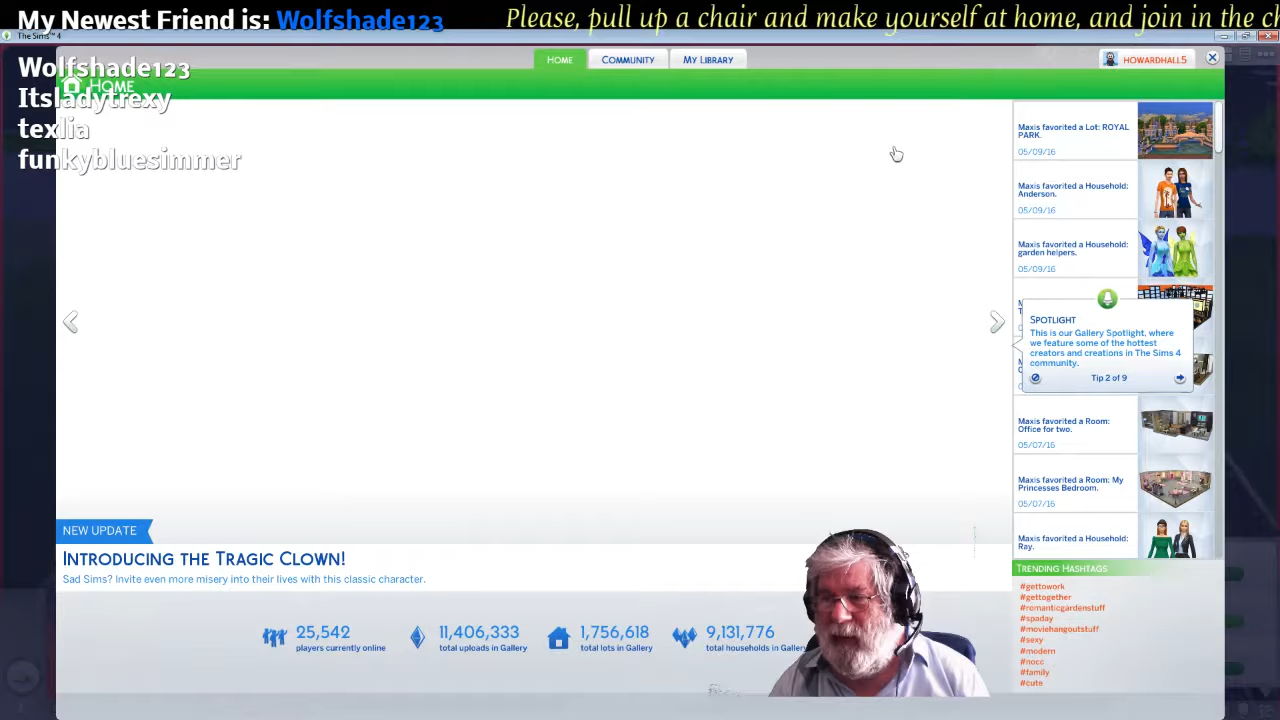 My Newest Friend is: Wolfshade123
Please, pull up a chair and make yourself at home, and join in the c
The Sims™ 4
HOME
COMMUNITY
MY LIBRARY
HOWARDHALL5
Wolfshade123
HOME
Itsladytrexy
texlia
funkybluesimmer
Maxis favorited a Lot: ROYAL
PARK.
05/09/16
Maxis favorited a Household:
Anderson.
05/09/16
Maxis favorited a Household:
garden helpers.
05/09/16
SPOTLIGHT
This is our Gallery Spotlight, where
we feature some of the hottest
creators and creations in The Sims 4
community.
Tip 2 of 9
Maxis favorited a Room:
Office for two.
05/07/16
Maxis favorited a Room: My
Princesses Bedroom.
05/07/16
Maxis favorited a Household:
Ray.
NEW UPDATE
INTRODUCING THE TRAGIC CLOWN!
Sad Sims? Invite even more misery into their lives with this classic character.
25,542
players currently online
11,406,333
total uploads in Gallery
1,756,618
total lots in Gallery
9,131,776
total households in Gallery
TRENDING HASHTAGS
#gettowork
#gettogether
#romanticgardenstuff
#spaday
#moviehangoutstuff
#sexy
#modern
#nocc
#family
#cute